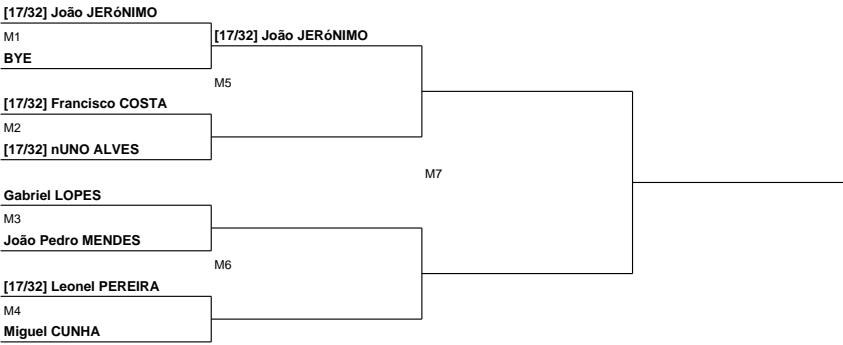 [17/32] João JERóNIMO
M1
BYE
[17/32] João JERóNIMO
M5
[17/32] Francisco COSTA
M2
[17/32] nUNO ALVES
M7
Gabriel LOPES
M3
João Pedro MENDES
M6
[17/32] Leonel PEREIRA
M4
Miguel CUNHA